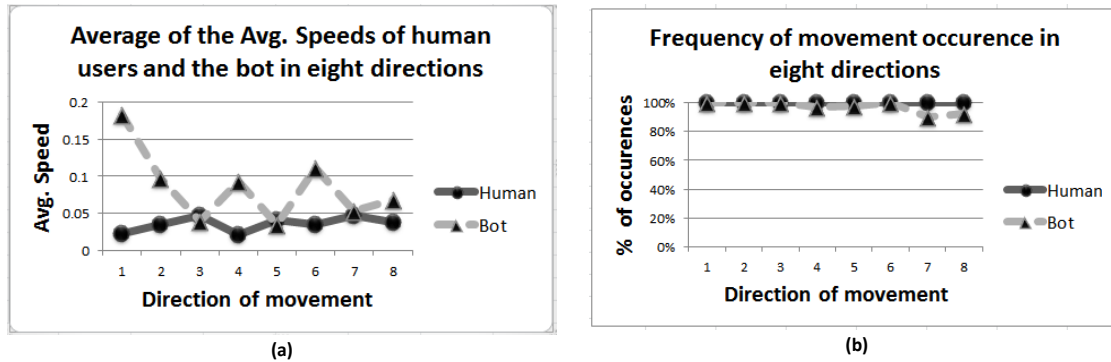 Average of the Avg. Speeds of human
users and the bot in eight directions
0.2
0.15
0.1
0.05
0
Avg. Speed
1 2 3 4 5 6 7 8
Direction of movement
Human
Bot
(a)
Frequency of movement occurence in
eight directions
100%
80%
60%
40%
20%
0%
% of occurences
1 2 3 4 5 6 7 8
Direction of movement
Human
Bot
(b)